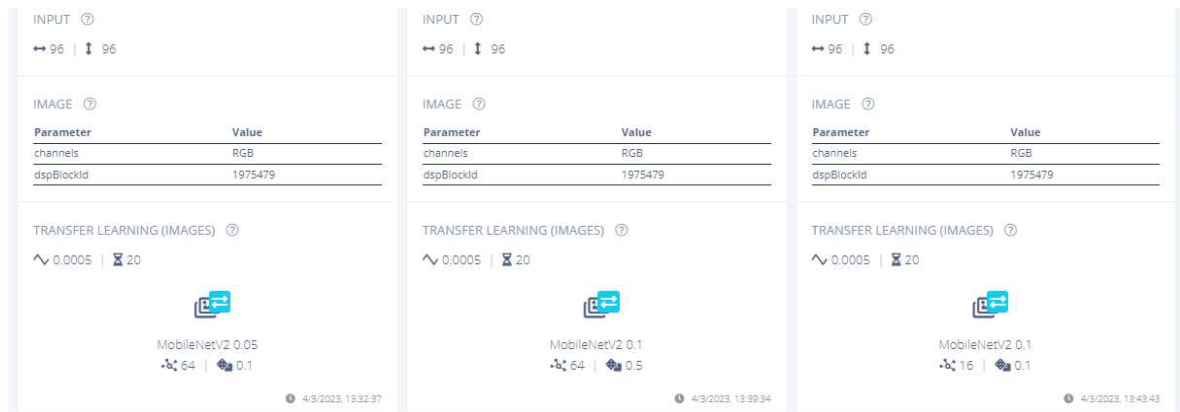 INPUT
96 | 96
IMAGE
Parameter Value
channels RGB
dspBlockId 1975479
TRANSFER LEARNING (IMAGES)
0.0005 | 20
MobileNetV2 0.05
64 | 0.1
4/3/2023, 13:32:37
INPUT
96 | 96
IMAGE
Parameter Value
channels RGB
dspBlockId 1975479
TRANSFER LEARNING (IMAGES)
0.0005 | 20
MobileNetV2 0.1
64 | 0.5
4/3/2023, 13:39:34
INPUT
96 | 96
IMAGE
Parameter Value
channels RGB
dspBlockId 1975479
TRANSFER LEARNING (IMAGES)
0.0005 | 20
MobileNetV2 0.1
16 | 0.1
4/3/2023, 13:43:43